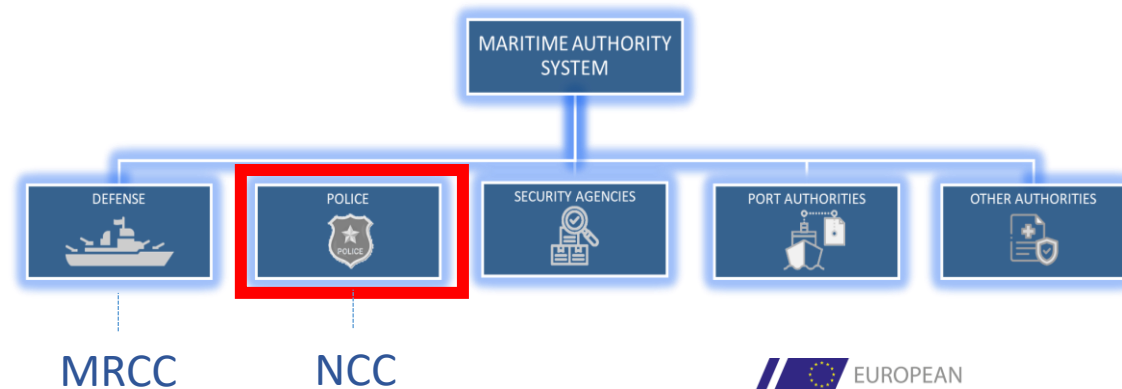 MARITIME AUTHORITY
SYSTEM
DEFENSE
POLICE
SECURITY AGENCIES
PORT AUTHORITIES
OTHER AUTHORITIES
POLICE
MRCC
NCC
EUROPEAN